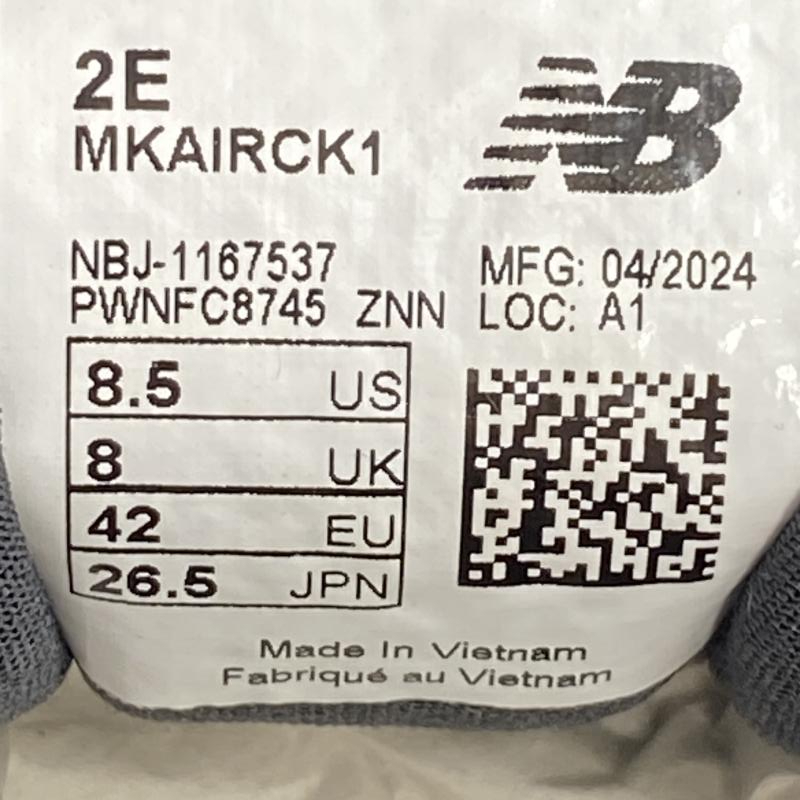 2E
MKAIRCK1
NB
NBJ-1167537
PWNFC8745 ZNN
MFG: 04/2024
LOC: A1
8.5 US
8 UK
42 EU
26.5 JPN
Made In Vietnam
Fabriqué au Vietnam